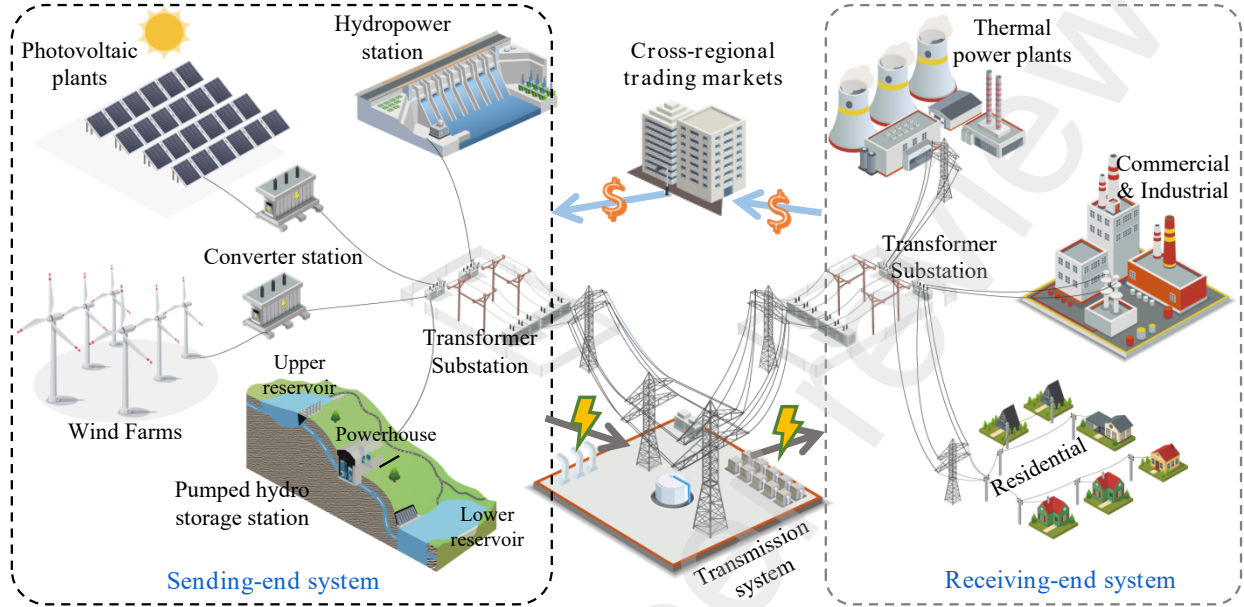 Photovoltaic
plants
Hydropower
station
Cross-regional
trading markets
Thermal
power plants
Commercial
& Industrial
$
$
Converter station
Transformer
Substation
Transformer
Substation
Wind Farms
Upper
reservoir
Powerhouse
Pumped hydro
storage station
Lower
reservoir
Residential
Transmission
system
Sending-end system
Receiving-end system